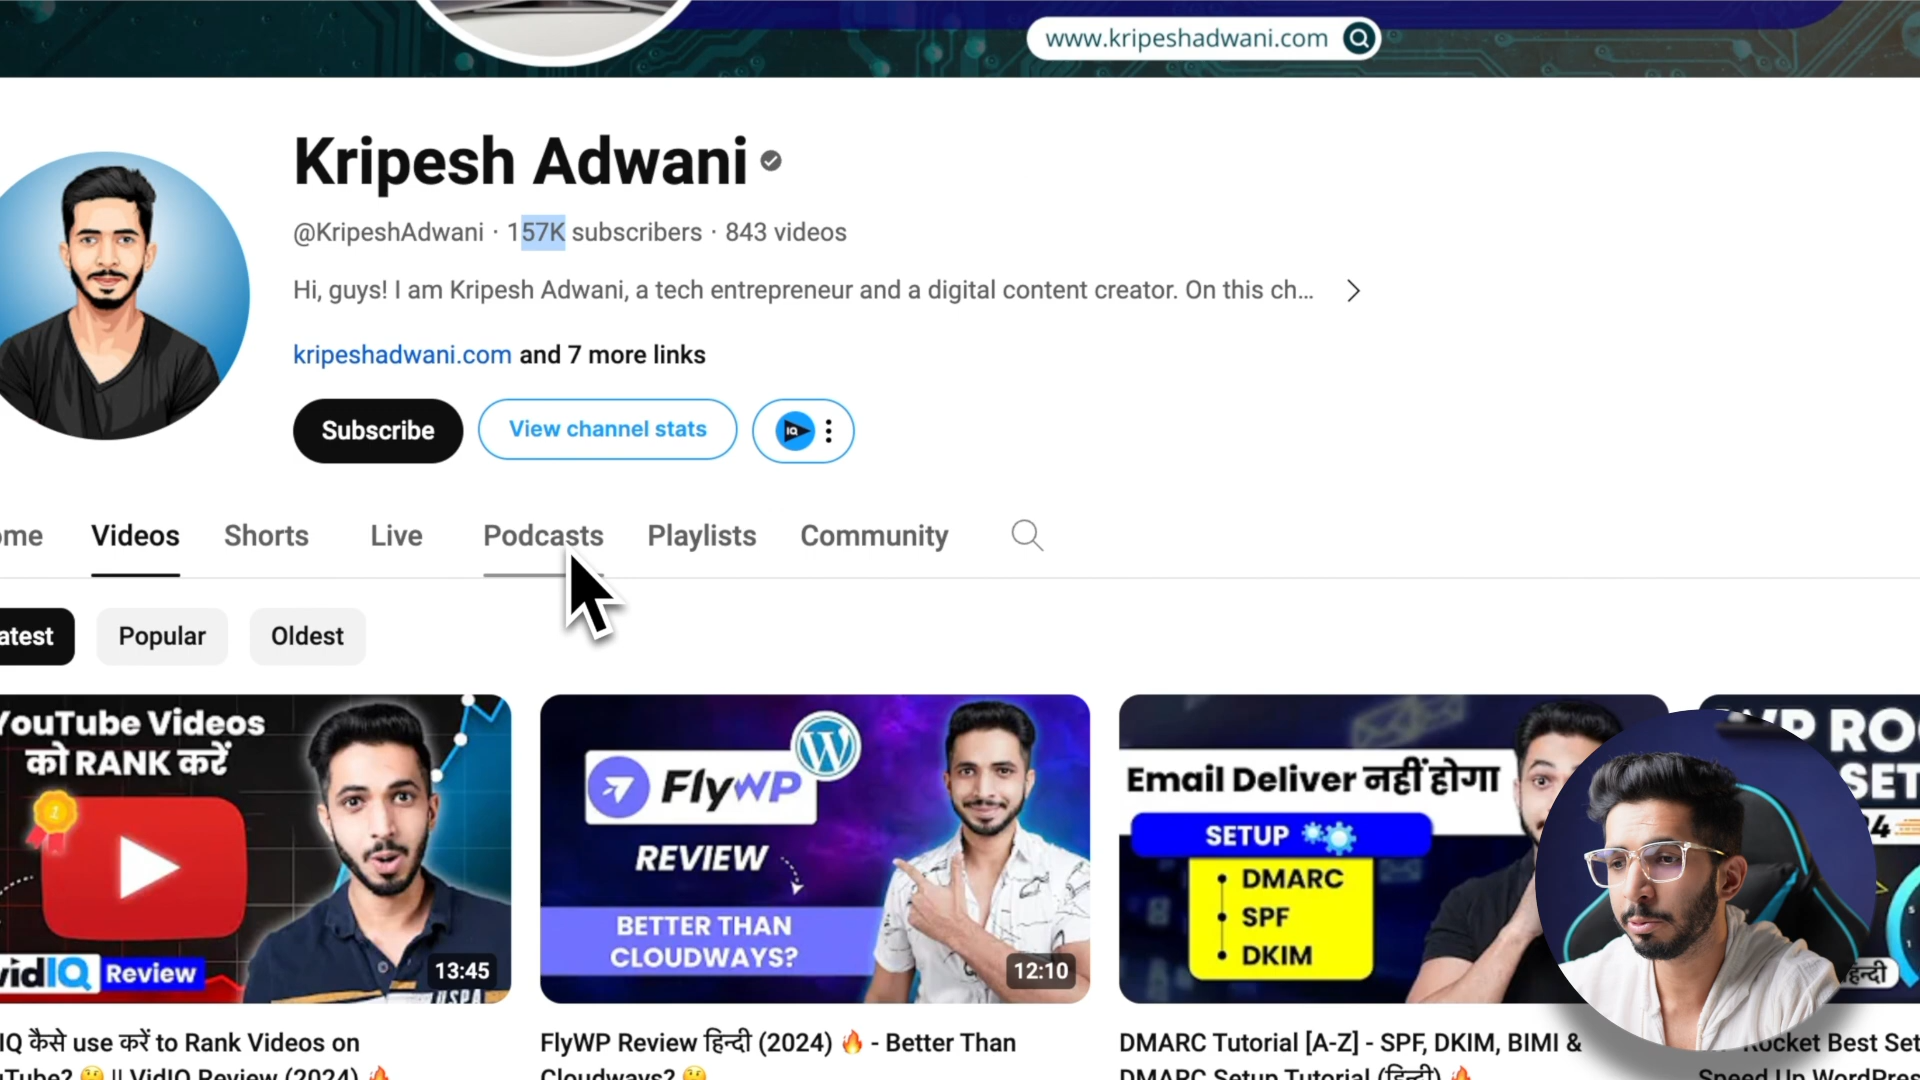 www.kripeshadwani.com
Kripesh Adwani
@KripeshAdwani · 157K subscribers · 843 videos
Hi, guys! I am Kripesh Adwani, a tech entrepreneur and a digital content creator. On this ch...
kripeshadwani.com and 7 more links
Subscribe
View channel stats
IQ
ome Videos Shorts Live Podcasts Playlists Community
atest Popular Oldest
YouTube Videos
को RANK करें
1
vidIQ Review
13:45
FlyWP
REVIEW
BETTER THAN
CLOUDWAYS?
12:10
Email Deliver नहीं होगा
SETUP
• DMARC
• SPF
• DKIM
WP RO
SET
हिन्दी
IQ कैसे use करें to Rank Videos on
uTube? 🤔 || VidIQ Review (2024) 🔥
FlyWP Review हिन्दी (2024) 🔥 - Better Than
Cloudways? 🤔
DMARC Tutorial [A-Z] - SPF, DKIM, BIMI &
DMARC Setup Tutorial (हिन्दी) 🔥
ocket Best Set
Speed Up WordPres